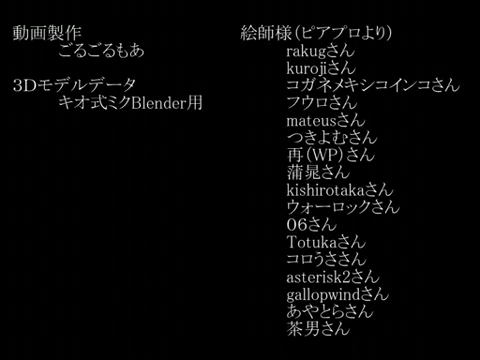 動画製作
ごるごるもあ
３Ｄモデルデータ
キオ式ミクBlender用
絵師様（ピアプロより）
rakugさん
kurojiさん
コガネメキシコインコさん
フウロさん
mateusさん
つきよむさん
再（WP）さん
蒲晃さん
kishirotakaさん
ウォーロックさん
０６さん
Totukaさん
コロうささん
asterisk2さん
gallopwindさん
あやとらさん
茶男さん